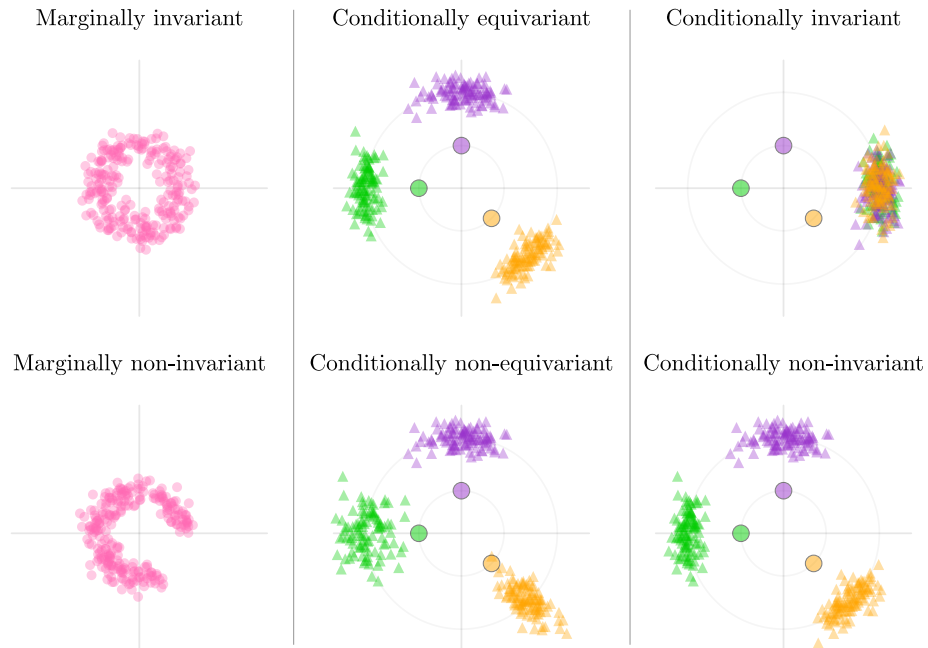 Marginally invariant
Conditionally equivariant
Conditionally invariant
Marginally non-invariant
Conditionally non-equivariant
Conditionally non-invariant